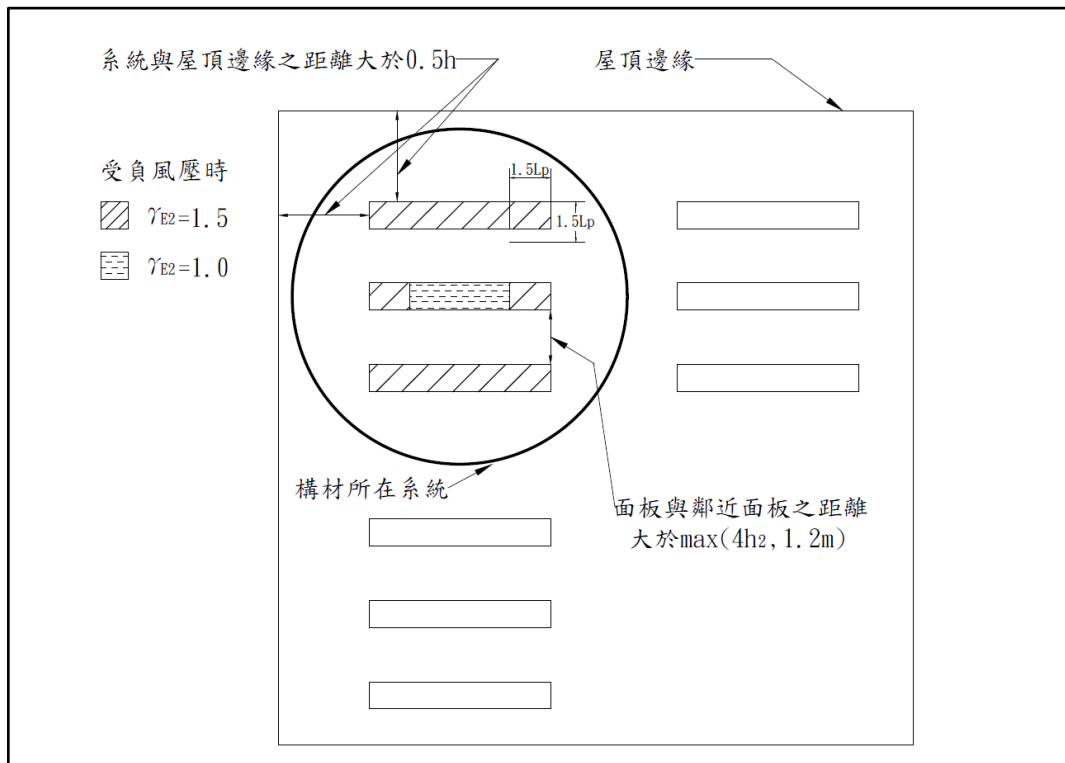 系統與屋頂邊緣之距離大於0.5h
屋頂邊緣
受負風壓時
γE2=1.5
γE2=1.0
1.5Lp
1.5Lp
構材所在系統
面板與鄰近面板之距離
大於max(4h2,1.2m)